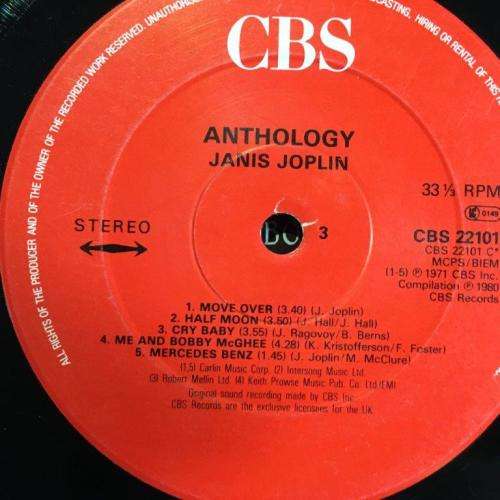 ALL RIGHTS OF THE PRODUCER AND OF THE OWNER OF THE RECORDED WORK RESERVED. UNAUTHORISED
CASTING, HIRING OR RENTAL OF THIS
CBS
ANTHOLOGY
JANIS JOPLIN
33⅓ RPM
0149
STEREO
3
CBS 22101
CBS 22101 C*
MCPS/BIEM
(1-5) ℗ 1971 CBS Inc.
Compilation ℗ 1980
CBS Records
1. MOVE OVER (3.40) (J. Joplin)
2. HALF MOON (3.50) (J. Hall/J. Hall)
3. CRY BABY (3.55) (J. Ragovoy/B. Berns)
4. ME AND BOBBY McGHEE (4.28) (K. Kristofferson/F. Foster)
5. MERCEDES BENZ (1.45) (J. Joplin/M. McClure)
(1,5) Carlin Music Corp. (2) Intersong Music Ltd.
(3) Robert Mellin Ltd. (4) Keith Prowse Music Pub. Co. Ltd./EMI)
Original sound recording made by CBS Inc.
CBS Records are the exclusive licensees for the UK